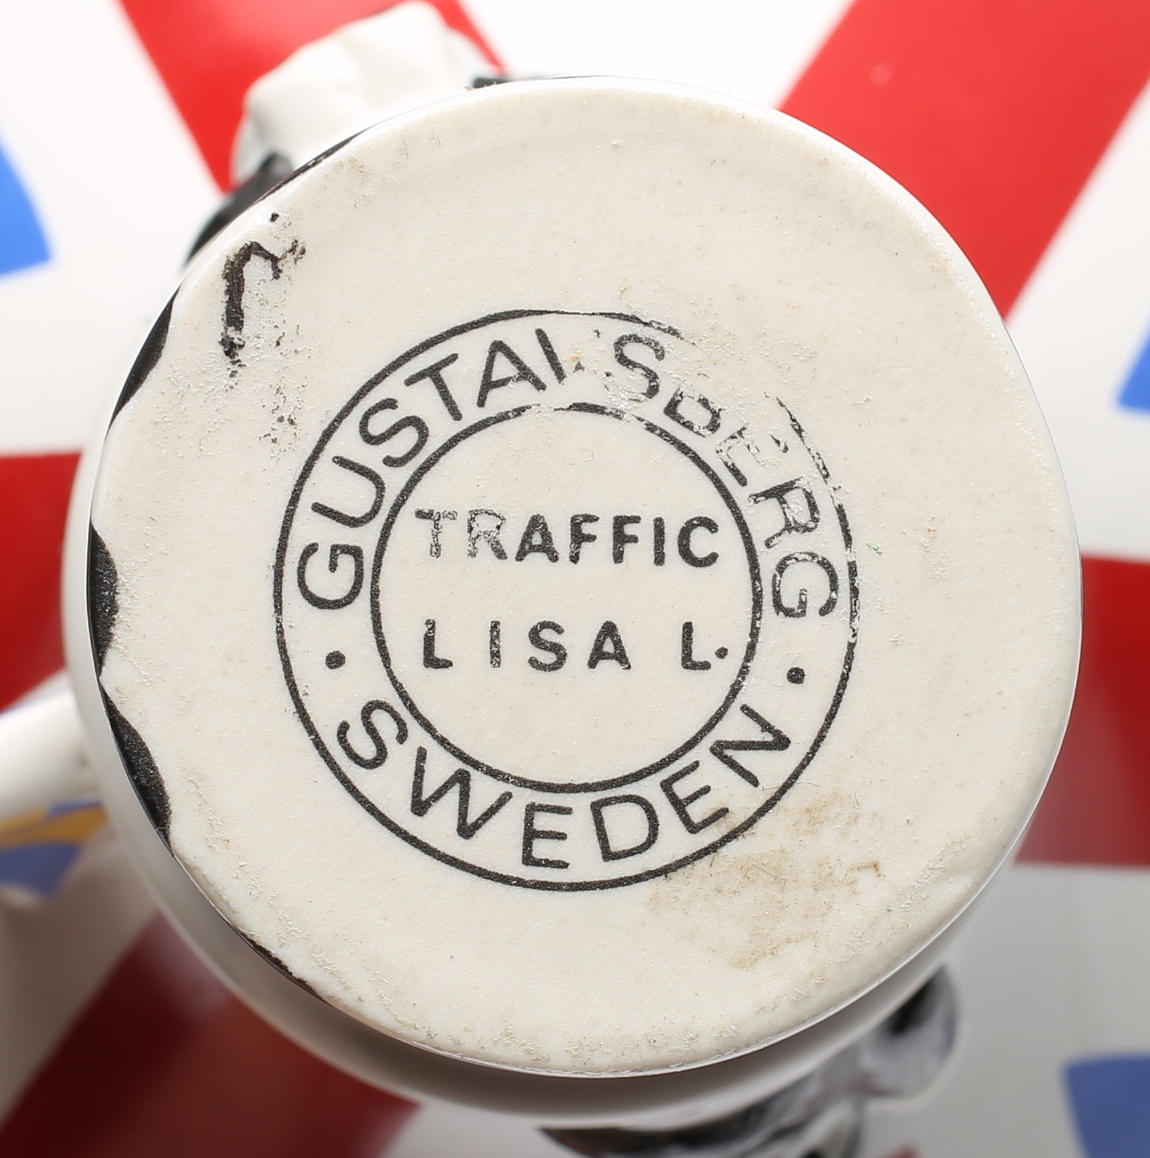 GUSTAVSBERG
TRAFFIC
LISA L.
· SWEDEN ·